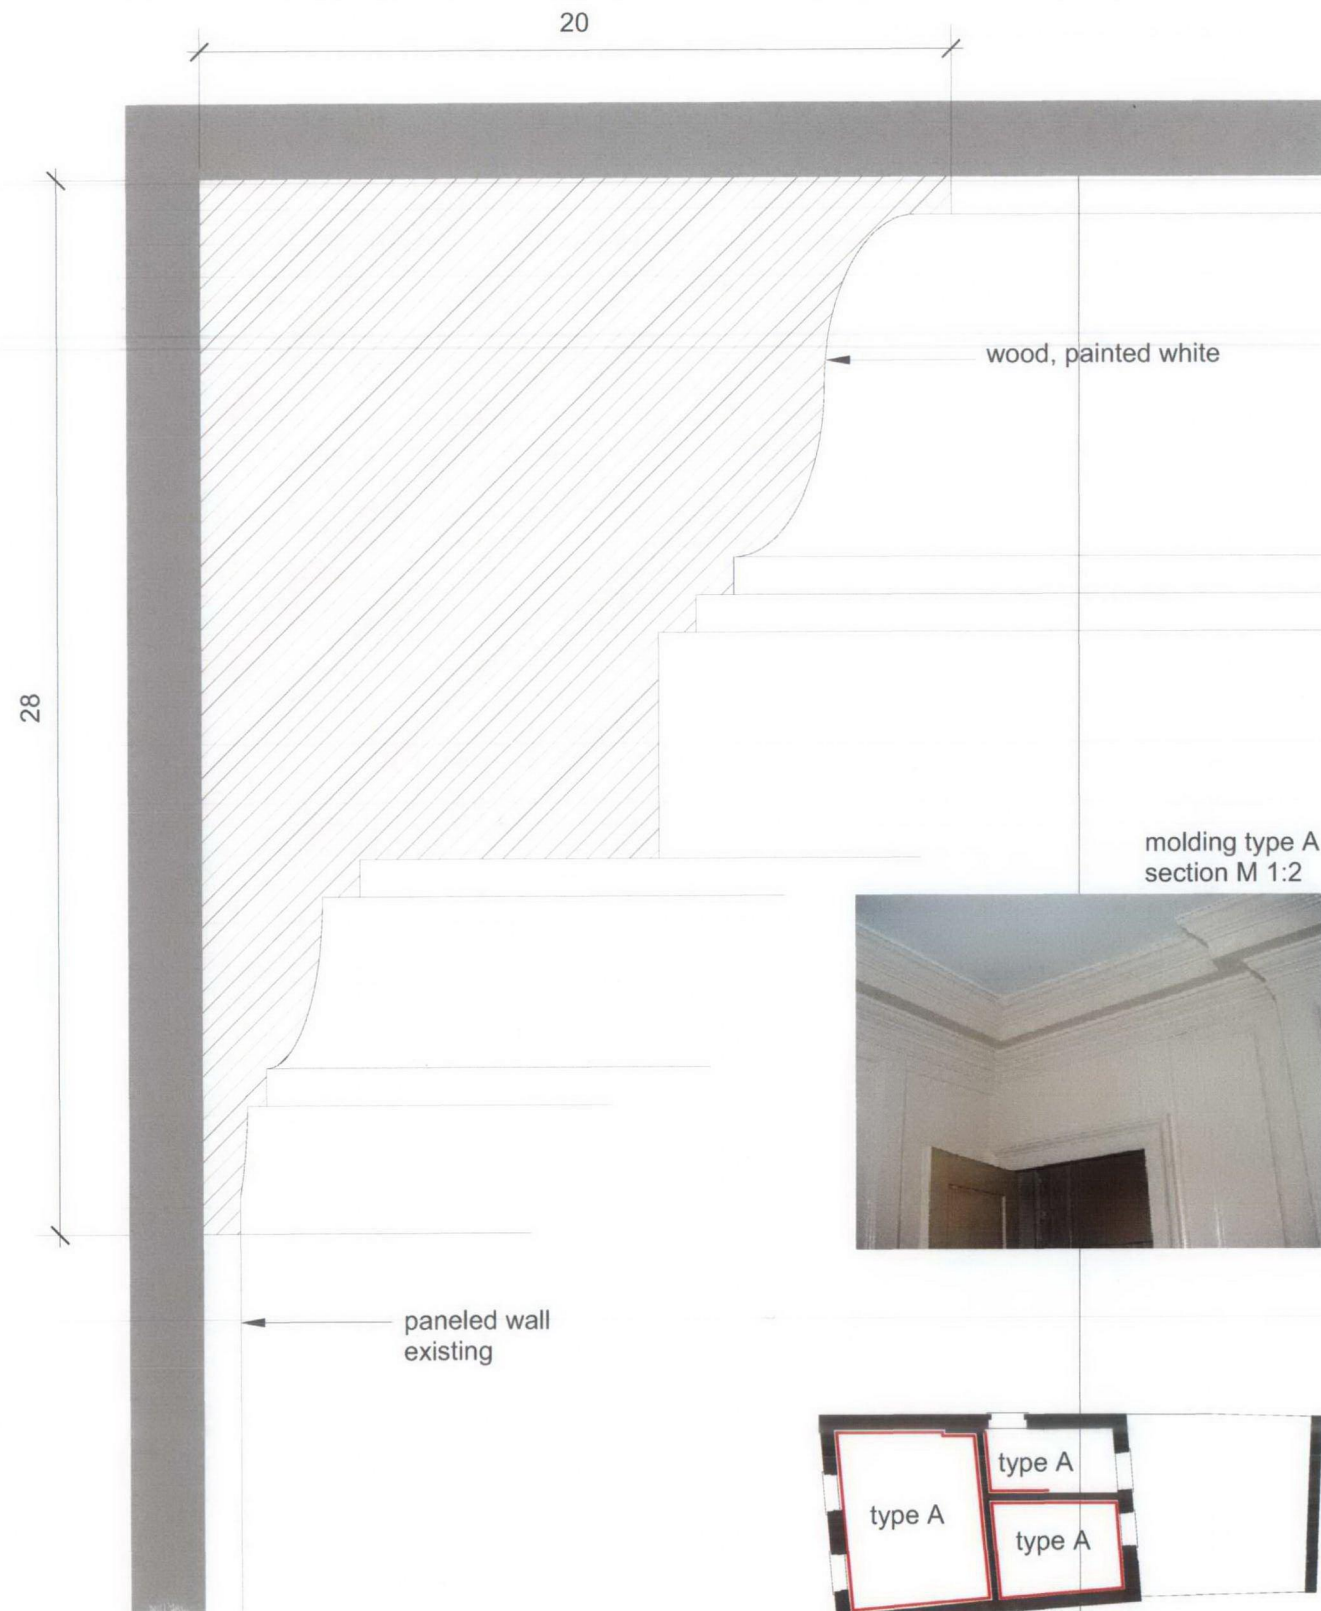 20
wood, painted white
28
molding type A
section M 1:2
paneled wall
existing
type A
type A
type A